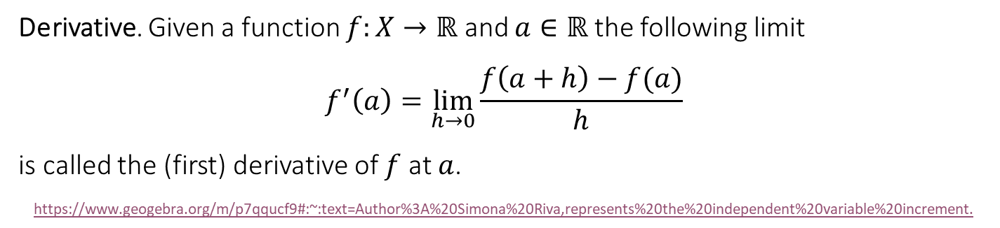 Derivative. Given a function f: X → ℝ and a ∈ ℝ the following limit
f′(a) = lim h→0 f(a + h) − f(a) / h
is called the (first) derivative of f at a.
https://www.geogebra.org/m/p7qqucf9#:~:text=Author%3A%20Simona%20Riva,represents%20the%20independent%20variable%20increment.